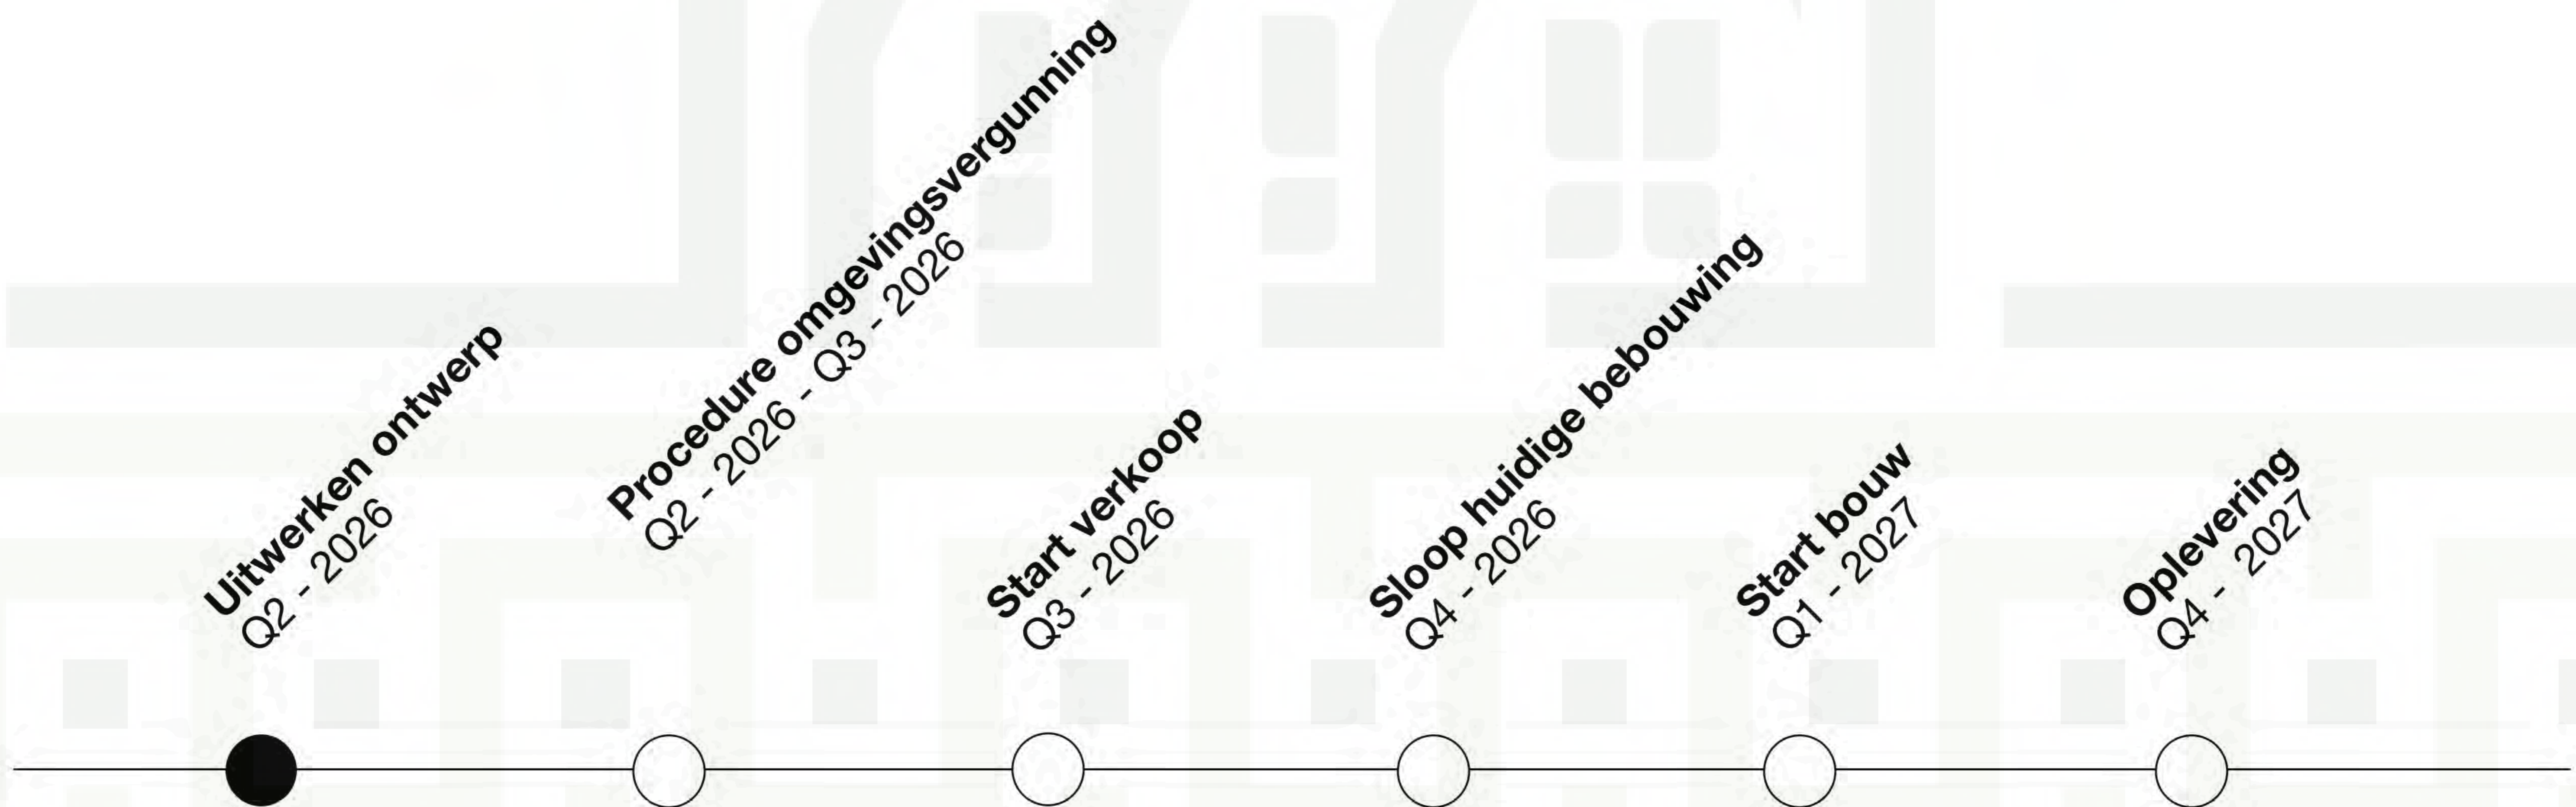 Uitwerken ontwerp
Q2 - 2026
Procedure omgevingsvergunning
Q2 - 2026 - Q3 - 2026
Start verkoop
Q3 - 2026
Sloop huidige bebouwing
Q4 - 2026
Start bouw
Q1 - 2027
Oplevering
Q4 - 2027